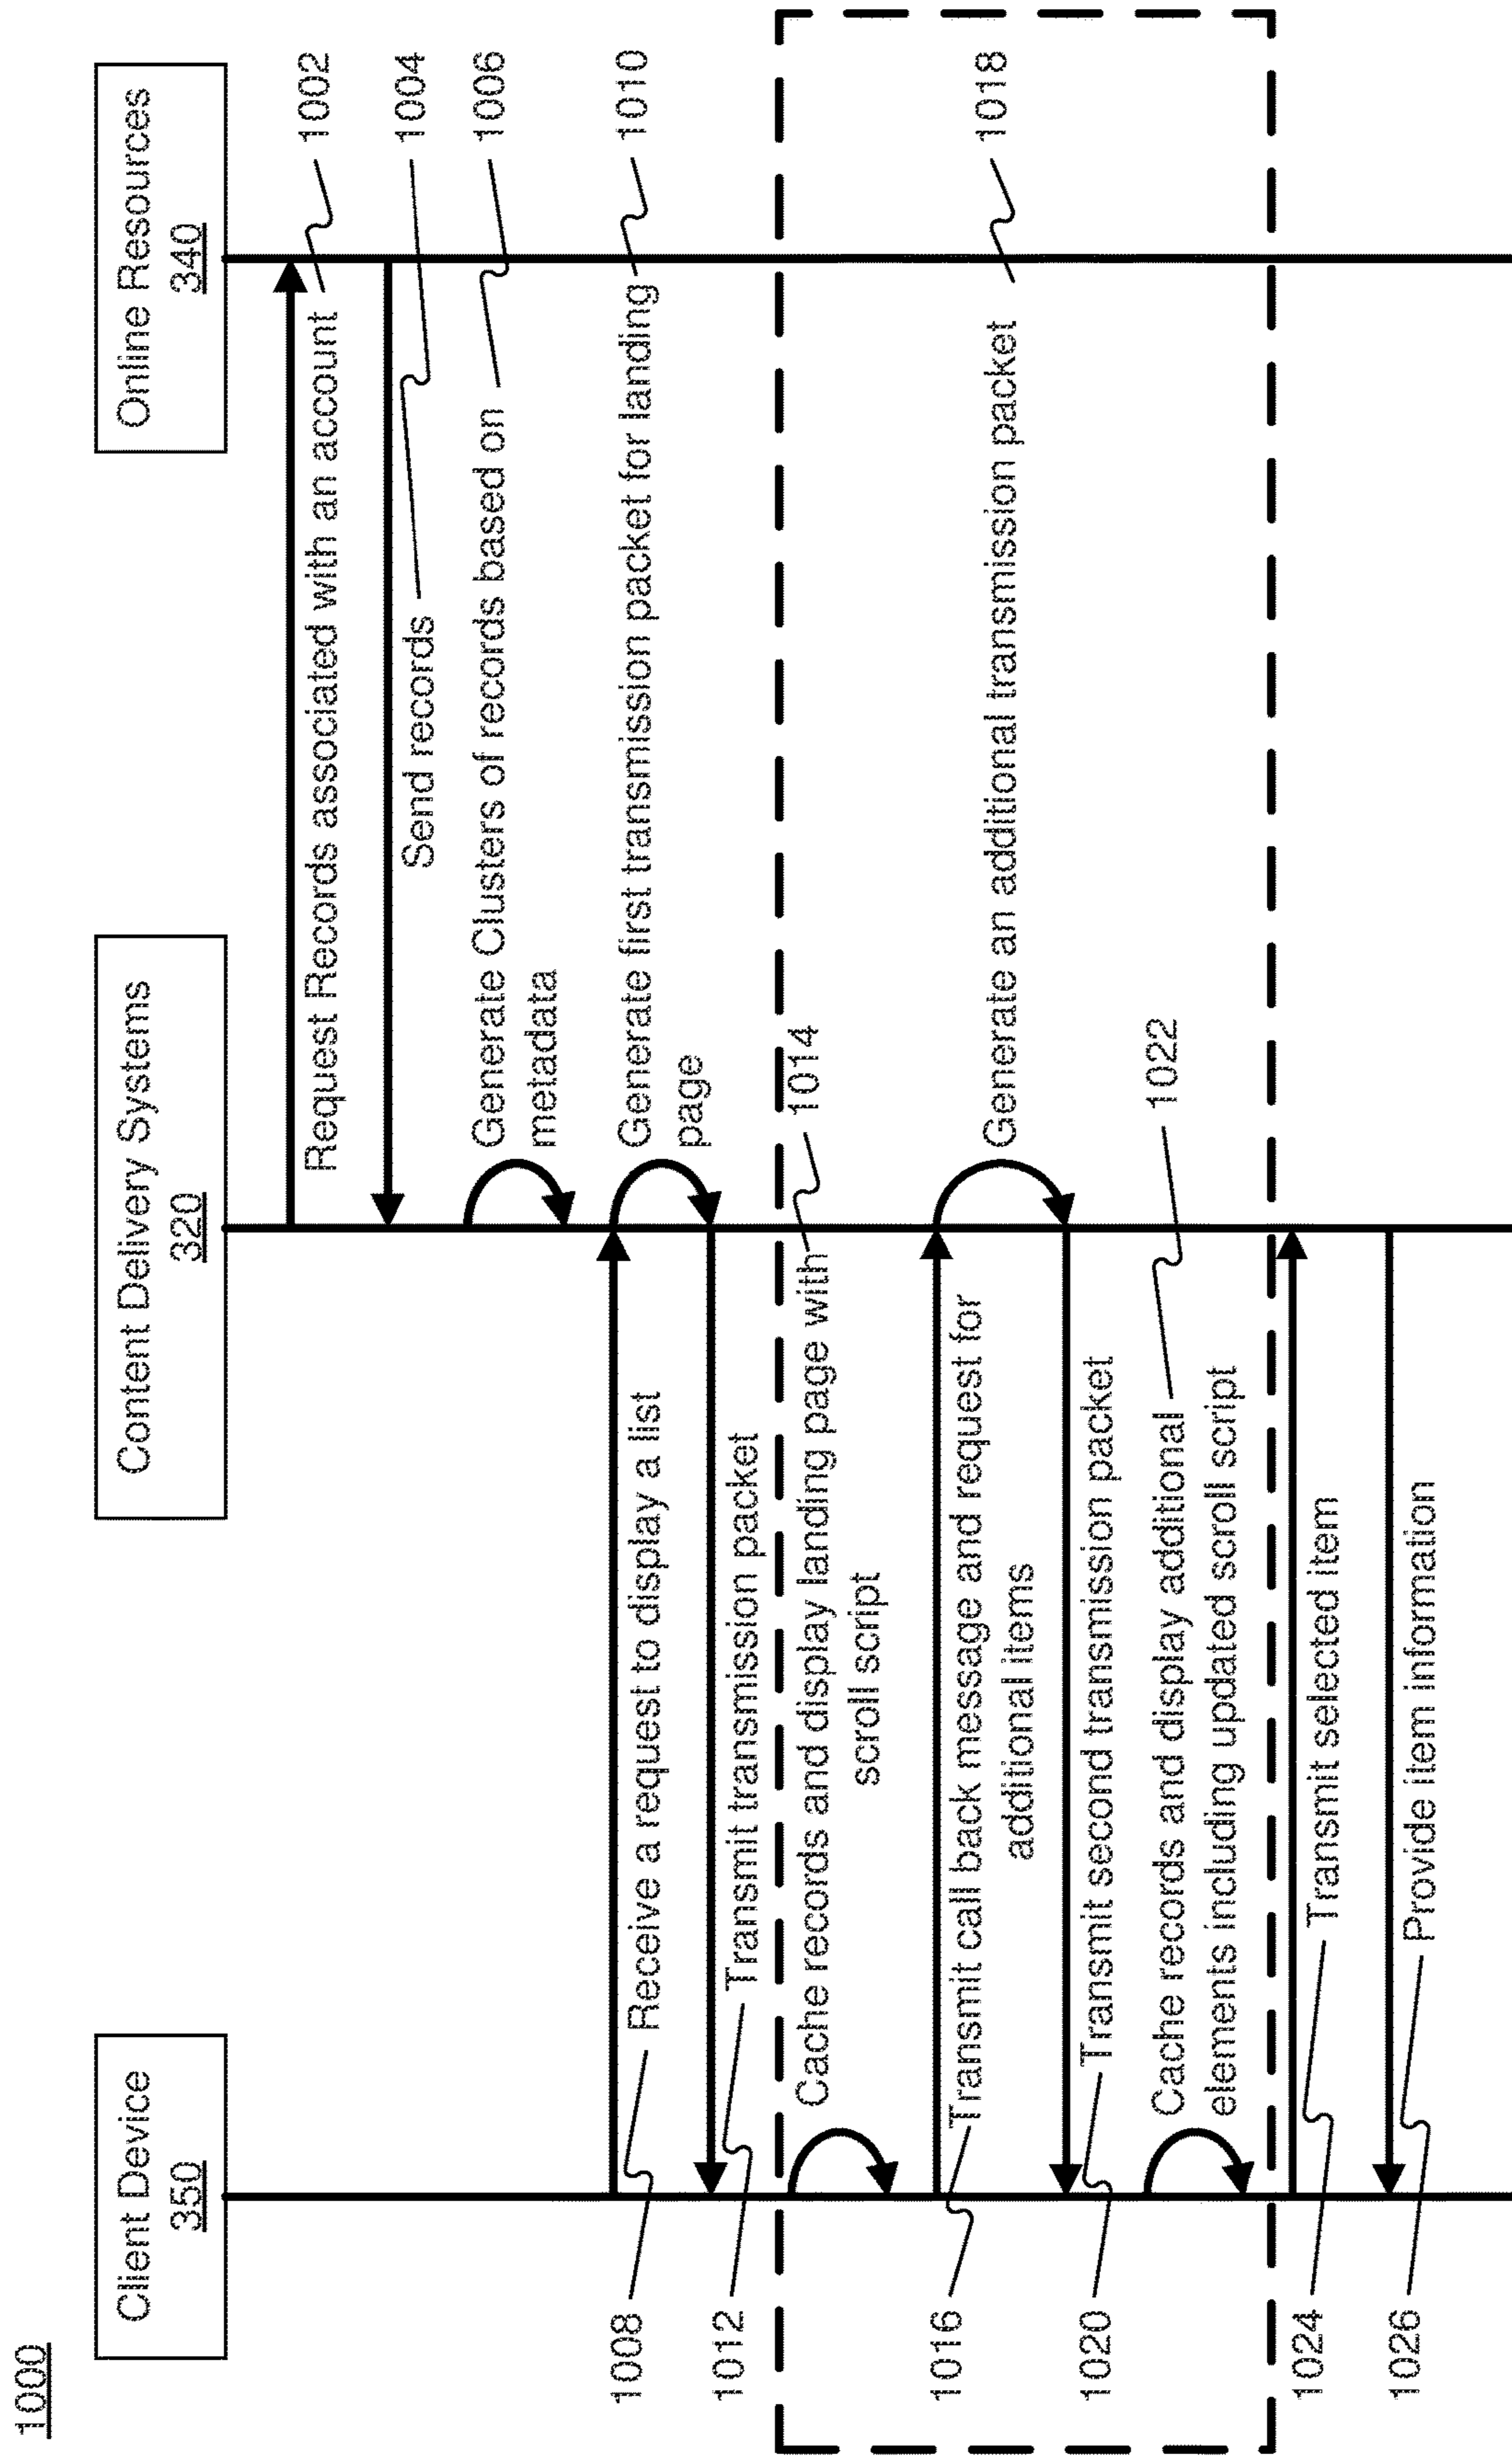 1000
Client Device
350
Content Delivery Systems
320
Online Resources
340
Request Records associated with an account
1002
Send records
1004
Generate Clusters of records based on
metadata
1006
1008
Receive a request to display a list
Generate first transmission packet for landing
page
1010
1012
Transmit transmission packet
Cache records and display landing page with
scroll script
1014
1016
Transmit call back message and request for
additional items
Generate an additional transmission packet
1018
1020
Transmit second transmission packet
Cache records and display additional
elements including updated scroll script
1022
1024
Transmit selected item
1026
Provide item information